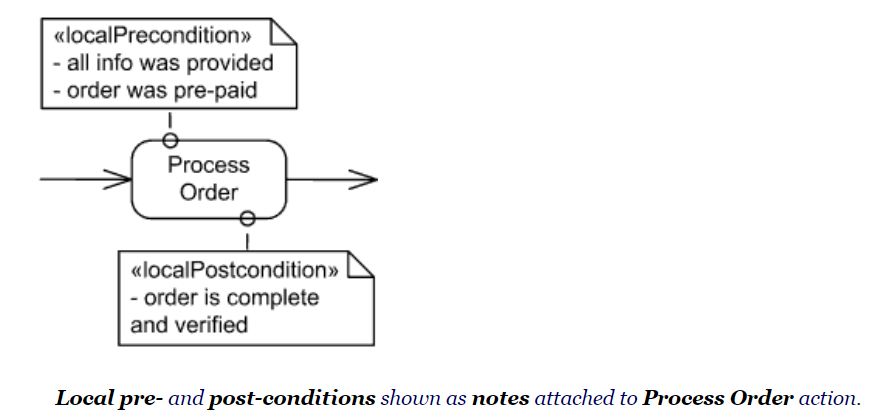 «localPrecondition»
- all info was provided
- order was pre-paid
Process
Order
«localPostcondition»
- order is complete
and verified
Local pre- and post-conditions shown as notes attached to Process Order action.